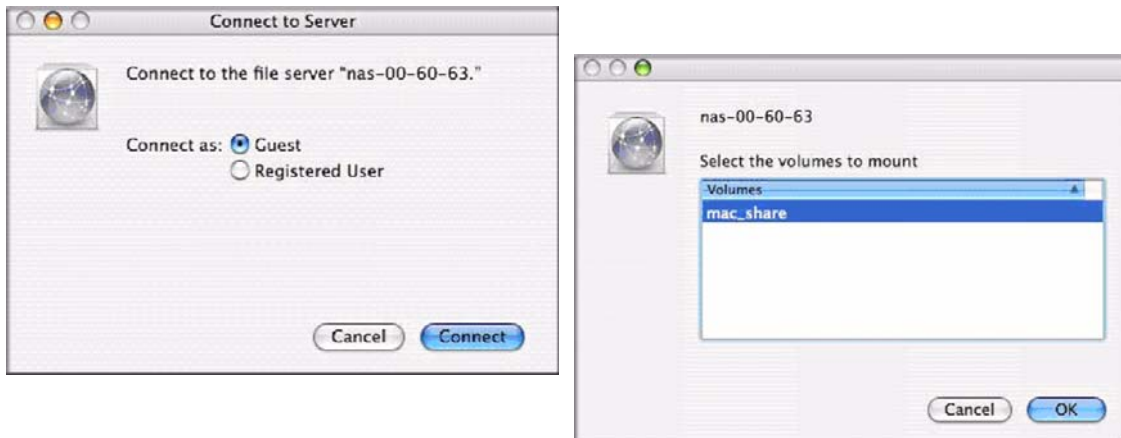 Connect to Server
Connect to the file server "nas-00-60-63."
Connect as: Guest
Registered User
Cancel Connect
nas-00-60-63
Select the volumes to mount
Volumes
mac_share
Cancel OK